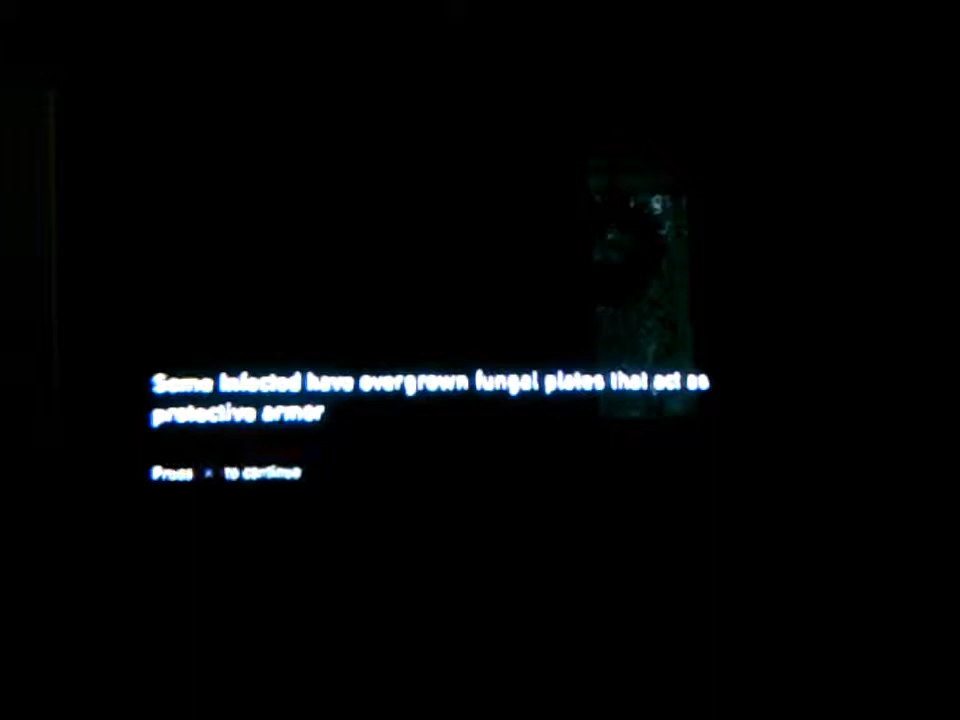 Some Infected have overgrown fungal plates that act as
protective armor
Press × to continue